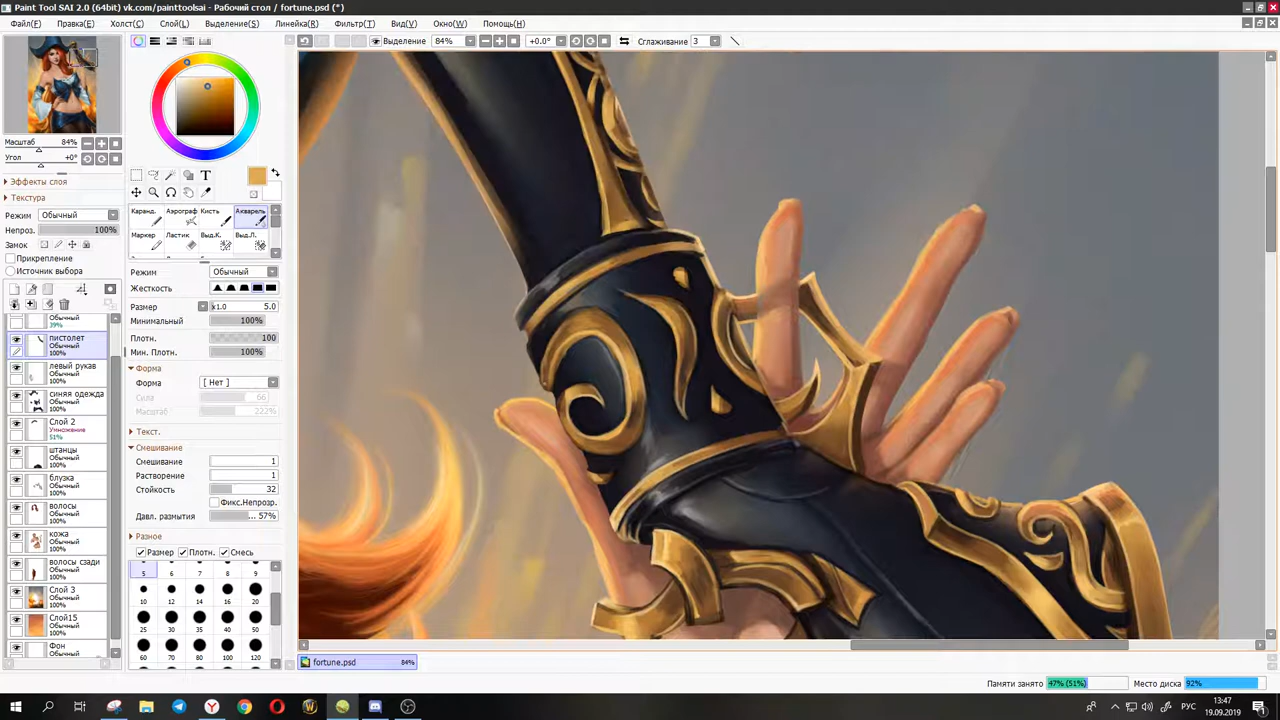 Paint Tool SAI 2.0 (64bit) vk.com/painttoolsai - Рабочий стол / fortune.psd (*)
Файл(F) Правка(E) Холст(C) Слой(L) Выделение(S) Линейка(R) Фильтр(T) Вид(V) Окно(W) Помощь(H)
Выделение 84% +0.0° Сглаживание 3
Масштаб 84%
Угол +0°
Эффекты слоя
Текстура
Режим Обычный
Непроз. 100%
Замок
Прикрепление
Источник выбора
Обычный
39%
пистолет
Обычный
100%
левый рукав
Обычный
100%
синяя одежда
Обычный
100%
Слой 2
Умножение
51%
штанцы
Обычный
100%
блузка
Обычный
100%
волосы
Обычный
100%
кожа
Обычный
100%
волосы сзади
Обычный
100%
Слой 3
Обычный
100%
Слой15
Обычный
100%
Фон
Обычный
100%
T
Каранд. Аэрограф Кисть Акварель
Маркер Ластик Выд.К. Выд.Л.
Режим Обычный
Жесткость
Размер x1.0 5.0
Минимальный 100%
Плотн. 100
Мин. Плотн. 100%
Форма
Форма [ Нет ]
Сила 66
Масштаб 222%
Текст.
Смешивание
Смешивание 1
Растворение 1
Стойкость 32
Фикс.Непрозр.
Давл. размытия ... 57%
Разное
Размер Плотн. Смесь
5 6 7 8 9
10 12 14 16 20
25 30 35 40 50
60 70 80 100 120
fortune.psd 84%
Памяти занято 47% (51%) Место диска 92%
РУС
13:47
19.09.2019
1